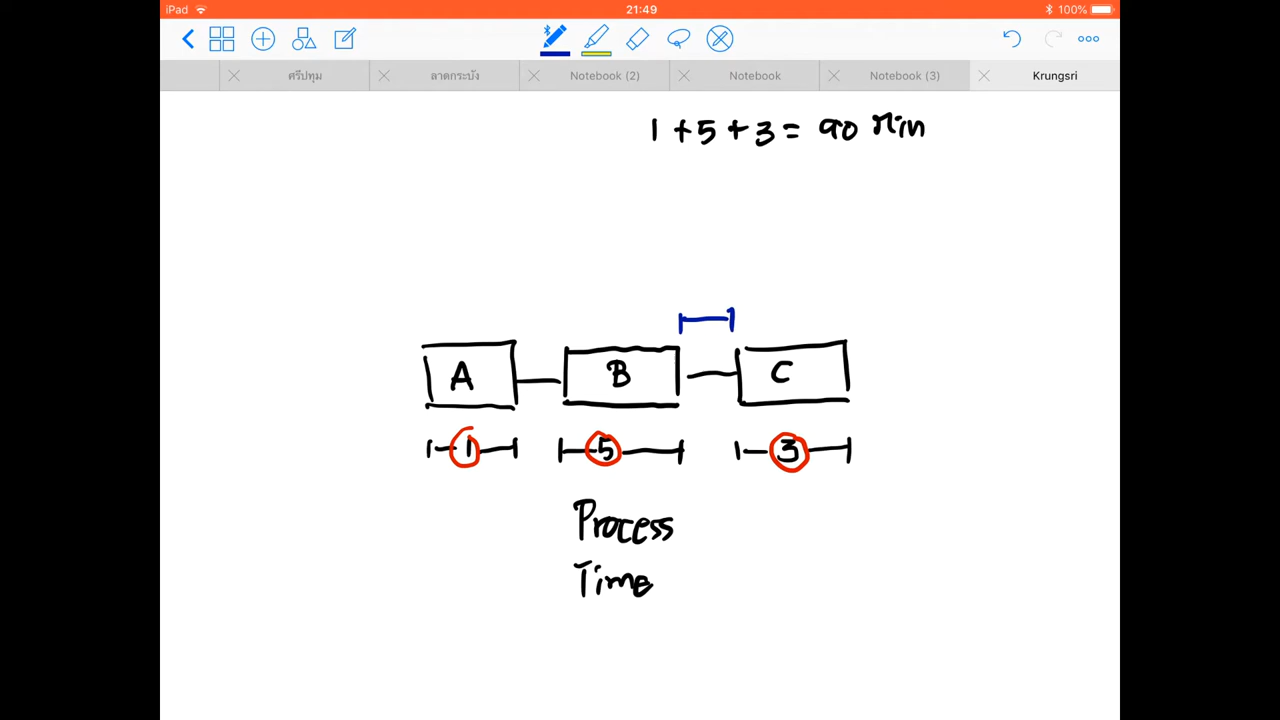 iPad 21:49 100%
ศรีปทุม ลาดกระบัง Notebook (2) Notebook Notebook (3) Krungsri
1 + 5 + 3 = 90 Min
A B C
1 5 3
Process
Time